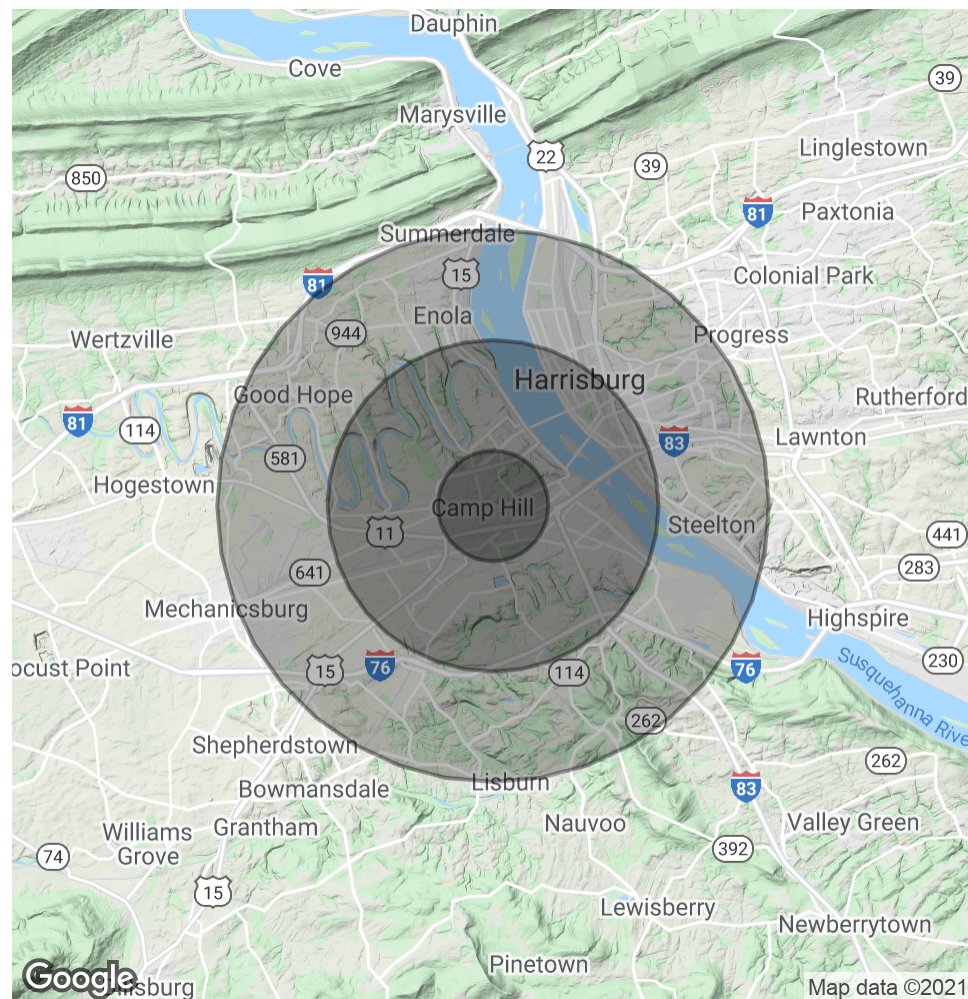 Dauphin
Cove
39
Marysville
22
Linglestown
39
850
81
Paxtonia
Summerdale
15
Colonial Park
81
Enola
944
Progress
Wertzville
Harrisburg
Good Hope
Rutherford
81
114
83
Lawnton
581
Hogestown
Camp Hill
Steelton
11
441
641
283
Mechanicsburg
Highspire
ocust Point
15
76
114
76
230
Susquehanna Rive
262
Shepherdstown
262
Lisburn
Bowmansdale
83
Williams
Grove
Grantham
Nauvoo
Valley Green
392
74
15
Lewisberry
Newberrytown
Pinetown
Google
llsburg
Map data ©2021